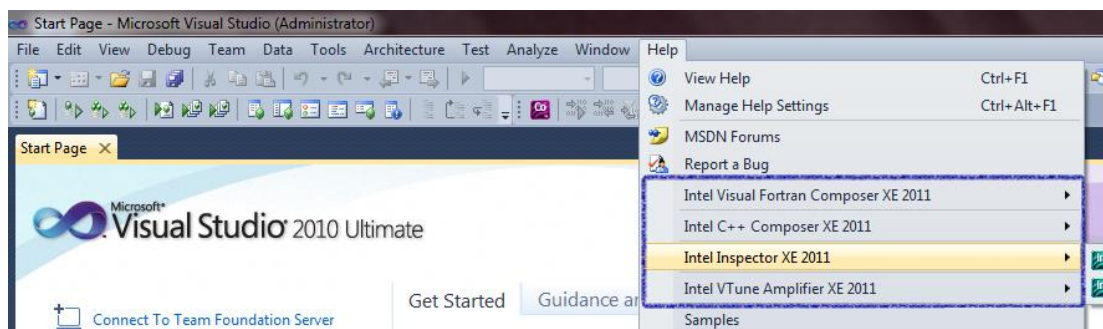 Start Page - Microsoft Visual Studio (Administrator)
File Edit View Debug Team Data Tools Architecture Test Analyze Window Help
View Help Ctrl+F1
Manage Help Settings Ctrl+Alt+F1
MSDN Forums
Report a Bug
Intel Visual Fortran Composer XE 2011
Intel C++ Composer XE 2011
Intel Inspector XE 2011
Intel VTune Amplifier XE 2011
Samples
Start Page
Microsoft
Visual Studio 2010 Ultimate
Get Started Guidance
Connect To Team Foundation Server